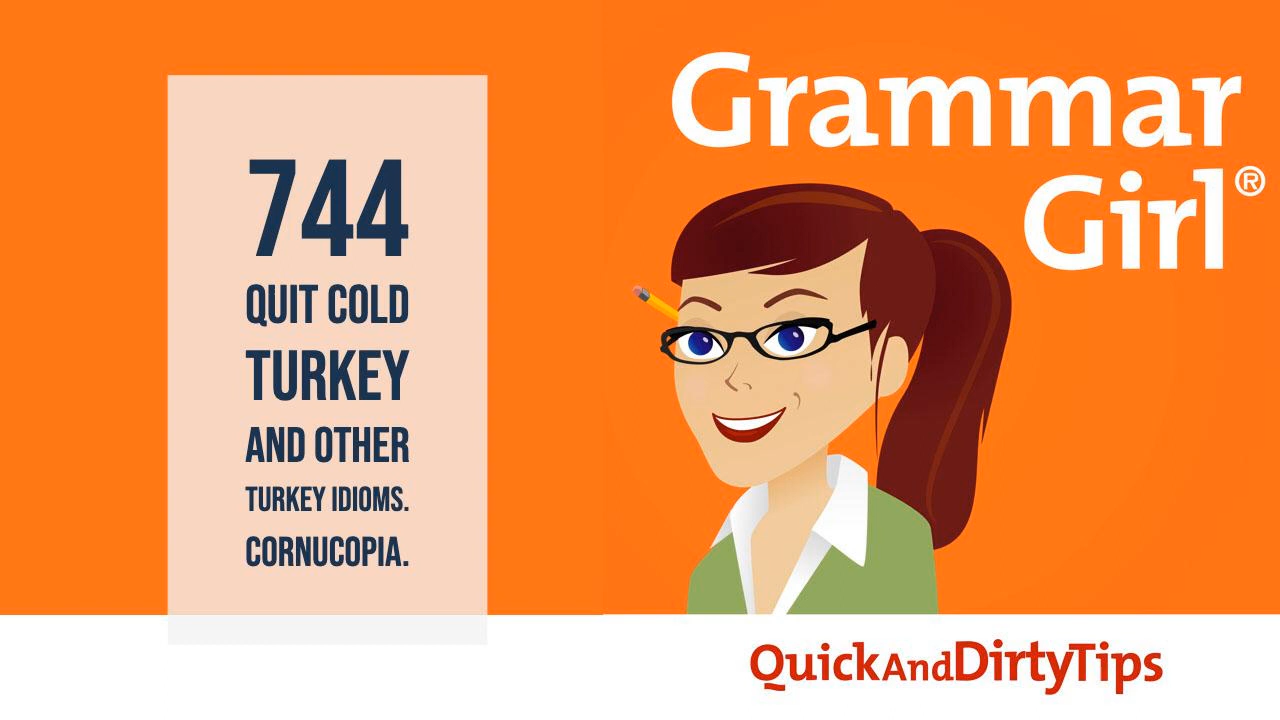 744
QUIT COLD
TURKEY
AND OTHER
TURKEY IDIOMS.
CORNUCOPIA.
Grammar
Girl®
QuickAndDirtyTips